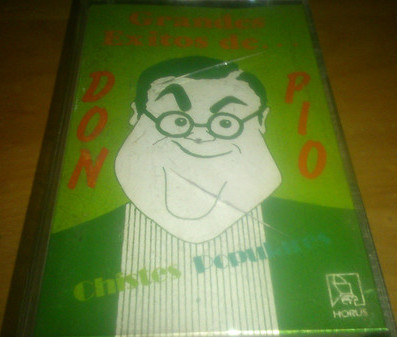 Grandes
Exitos de...
DON
PIO
Chistes Populares
HORUS